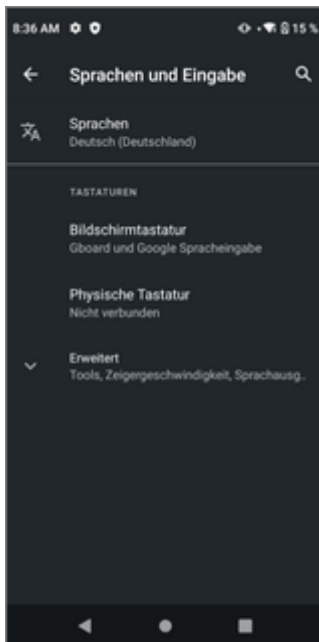 8:36 AM 15 %
Sprachen und Eingabe
Sprachen
Deutsch (Deutschland)
TASTATUREN
Bildschirmtastatur
Gboard und Google Spracheingabe
Physische Tastatur
Nicht verbunden
Erweitert
Tools, Zeigergeschwindigkeit, Sprachausg..